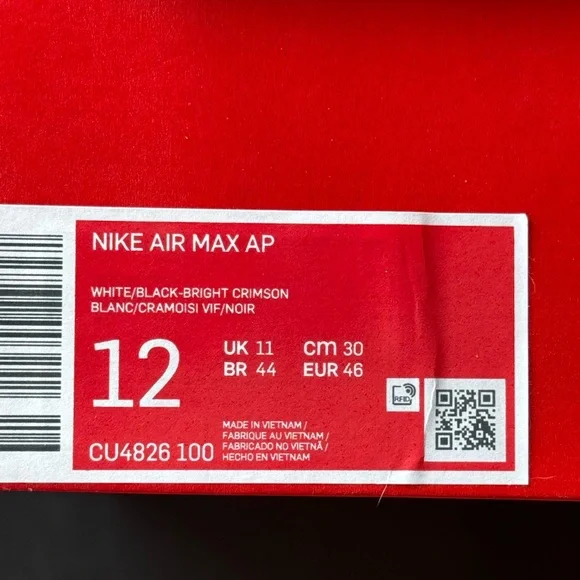 NIKE AIR MAX AP
WHITE/BLACK-BRIGHT CRIMSON
BLANC/CRAMOISI VIF/NOIR
12
UK 11 cm 30
BR 44 EUR 46
RFID
CU4826 100
MADE IN VIETNAM /
FABRIQUE AU VIETNAM /
FABRICADO NO VIETNÃ /
HECHO EN VIETNAM